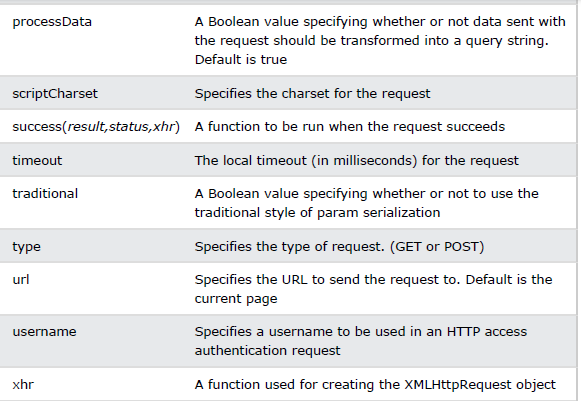 processData A Boolean value specifying whether or not data sent with
the request should be transformed into a query string.
Default is true
scriptCharset Specifies the charset for the request
success(result,status,xhr) A function to be run when the request succeeds
timeout The local timeout (in milliseconds) for the request
traditional A Boolean value specifying whether or not to use the
traditional style of param serialization
type Specifies the type of request. (GET or POST)
url Specifies the URL to send the request to. Default is the
current page
username Specifies a username to be used in an HTTP access
authentication request
xhr A function used for creating the XMLHttpRequest object